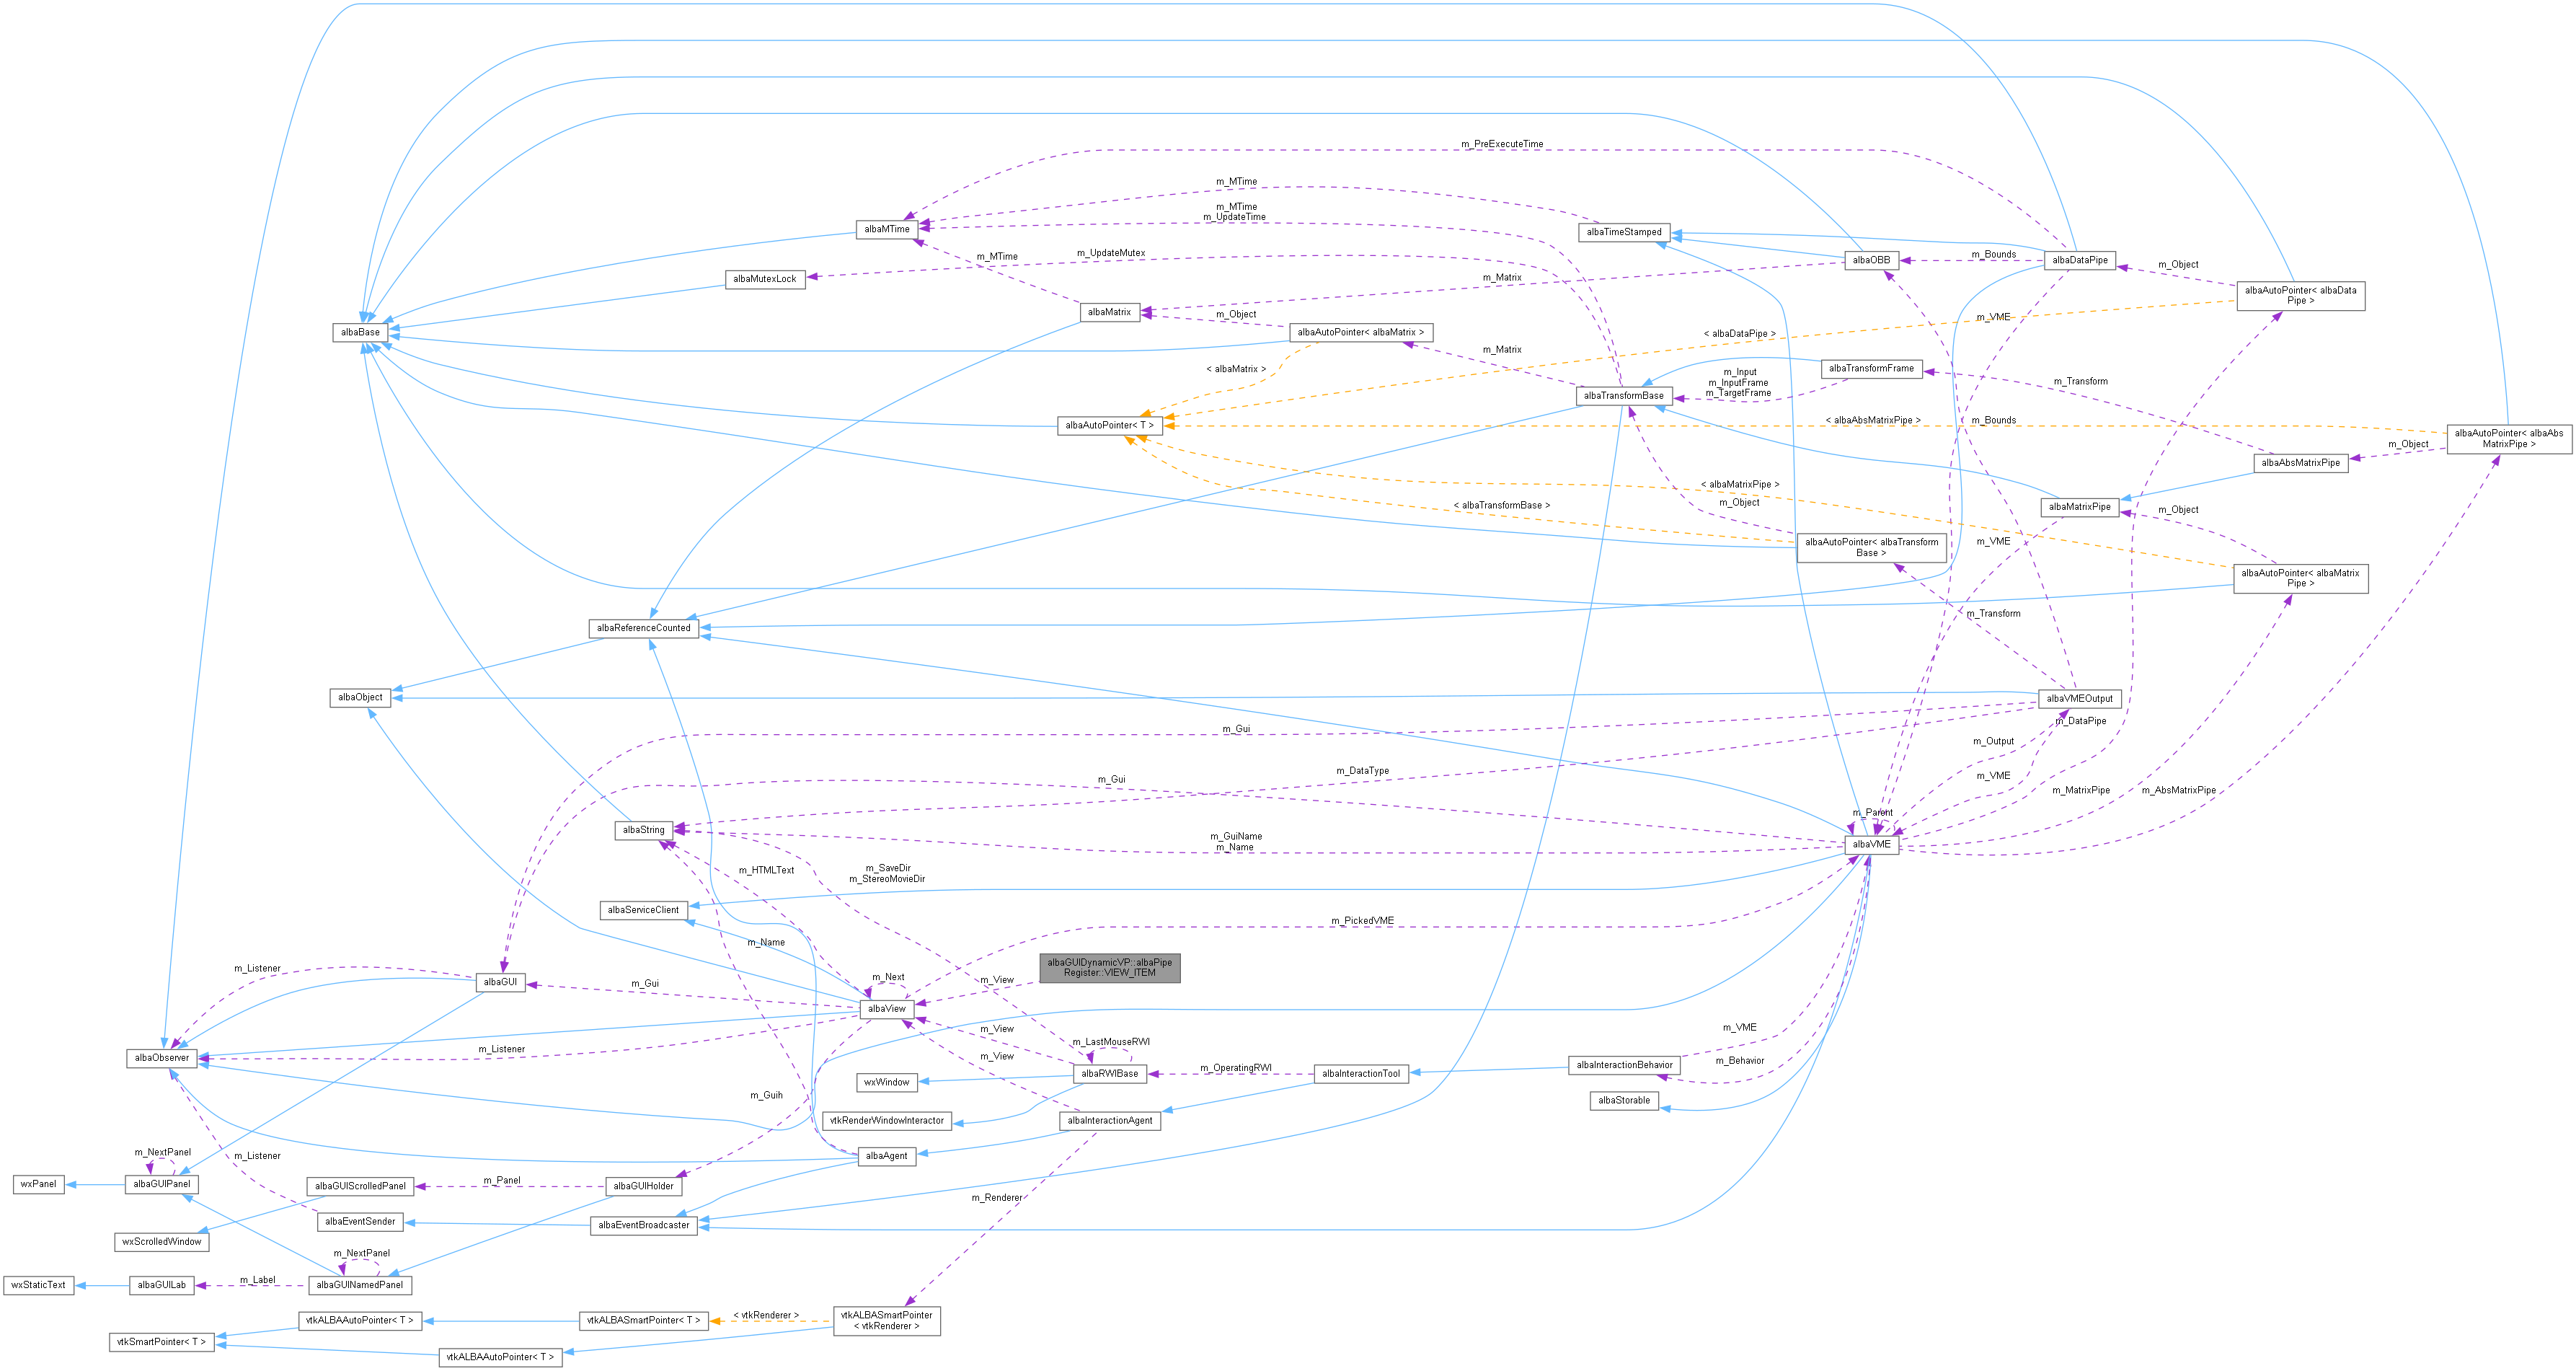 m_PreExecuteTime
m_MTime
m_MTime
m_UpdateTime
albaMTime
albaTimeStamped
m_UpdateMutex
m_MTime
m_Bounds
albaOBB
albaDataPipe
m_Object
albaMutexLock
m_Matrix
albaAutoPointer< albaData
Pipe >
albaMatrix
m_Object
m_VME
albaBase
albaAutoPointer< albaMatrix >
< albaDataPipe >
m_Matrix
albaTransformFrame
< albaMatrix >
m_Input
m_InputFrame
m_TargetFrame
m_Transform
albaTransformBase
albaAutoPointer< T >
< albaAbsMatrixPipe >
m_Bounds
albaAutoPointer< albaAbs
MatrixPipe >
m_Object
albaAbsMatrixPipe
< albaMatrixPipe >
m_Object
< albaTransformBase >
albaMatrixPipe
m_Object
m_VME
albaAutoPointer< albaTransform
Base >
albaAutoPointer< albaMatrix
Pipe >
m_Transform
albaReferenceCounted
albaObject
albaVMEOutput
m_Gui
m_DataPipe
m_Output
m_DataType
m_Gui
m_VME
m_MatrixPipe
m_AbsMatrixPipe
m_Parent
albaString
m_GuiName
m_Name
albaVME
m_HTMLText
m_SaveDir
m_StereoMovieDir
albaServiceClient
m_PickedVME
m_Name
albaGUIDynamicVP::albaPipe
Register::VIEW_ITEM
m_Listener
m_Next
m_View
albaGUI
m_Gui
albaView
m_View
m_VME
m_LastMouseRWI
albaObserver
m_Listener
m_View
m_OperatingRWI
m_Behavior
albaInteractionBehavior
wxWindow
albaRWIBase
albaInteractionTool
m_Guih
albaStorable
vtkRenderWindowInteractor
albaInteractionAgent
m_NextPanel
m_Listener
albaAgent
wxPanel
albaGUIPanel
albaGUIScrolledPanel
m_Panel
albaGUIHolder
m_Renderer
albaEventSender
albaEventBroadcaster
wxScrolledWindow
m_NextPanel
wxStaticText
albaGUILab
m_Label
albaGUINamedPanel
vtkALBAAutoPointer< T >
vtkALBASmartPointer< T >
< vtkRenderer >
vtkALBASmartPointer
< vtkRenderer >
vtkSmartPointer< T >
vtkALBAAutoPointer< T >